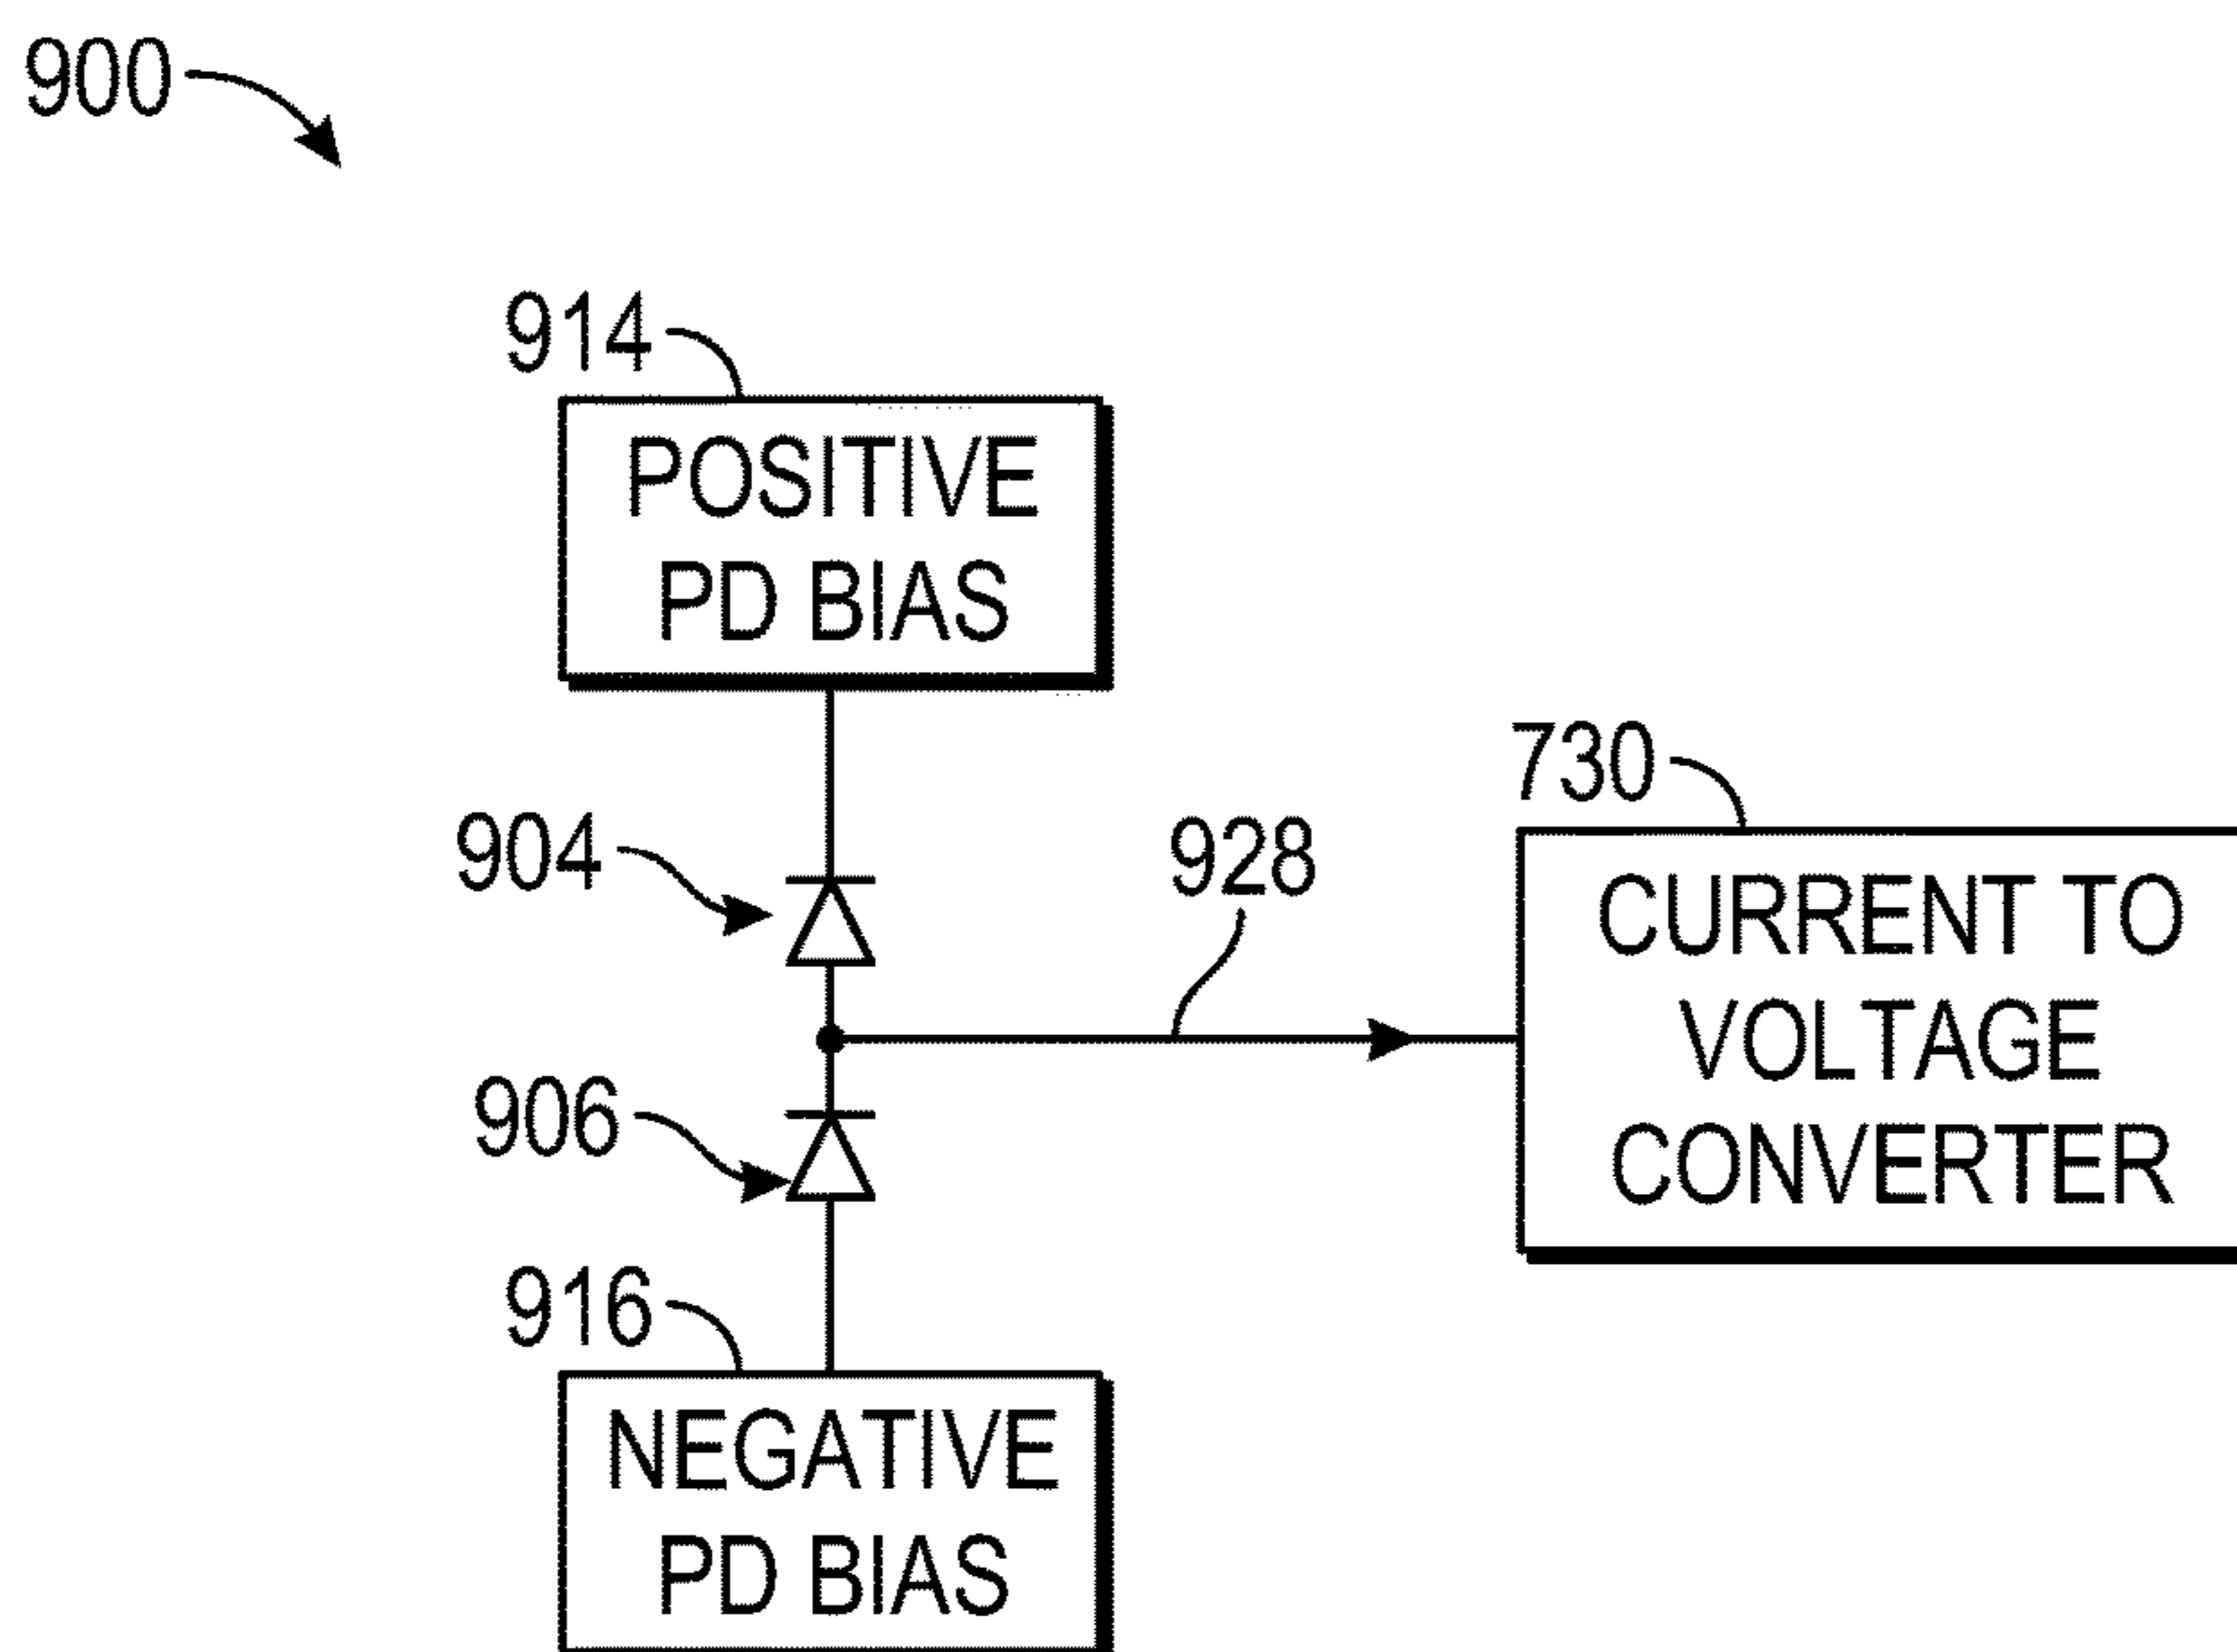 900
914
POSITIVE
PD BIAS
730
904
928
CURRENT TO
VOLTAGE
CONVERTER
906
916
NEGATIVE
PD BIAS